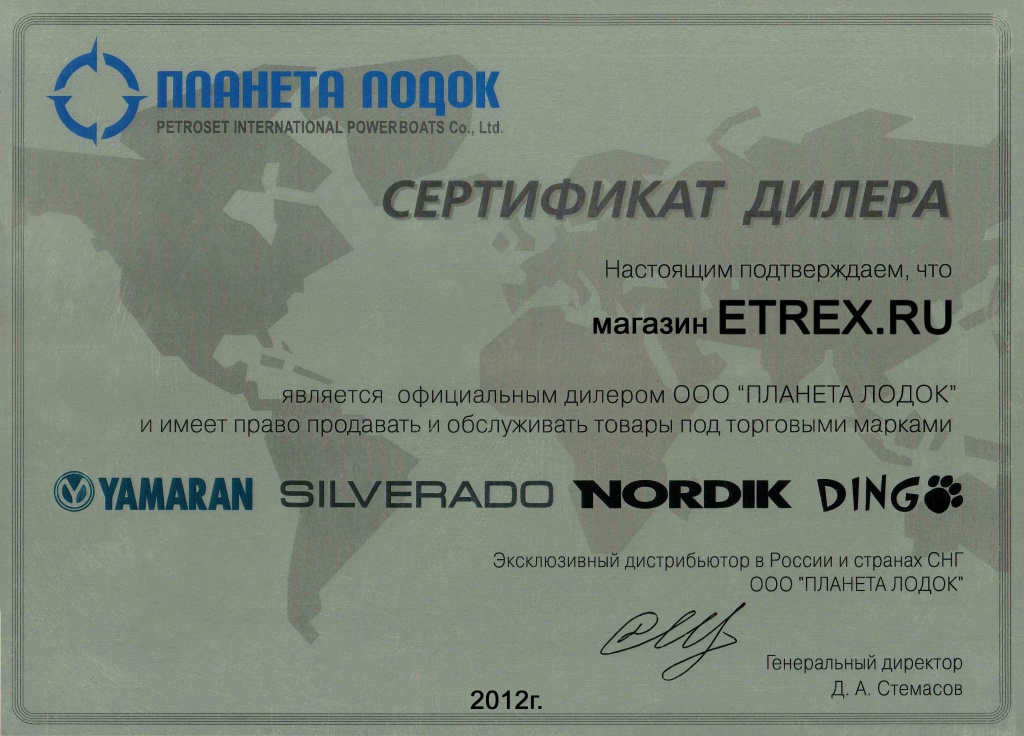 ПЛАНЕТА ЛОДОК
PETROSET INTERNATIONAL POWERBOATS Co., Ltd.
СЕРТИФИКАТ ДИЛЕРА
Настоящим подтверждаем, что
магазин ETREX.RU
является официальным дилером ООО "ПЛАНЕТА ЛОДОК"
и имеет право продавать и обслуживать товары под торговыми марками
YAMARAN SILVERADO NORDIK DINGO
Эксклюзивный дистрибьютор в России и странах СНГ
ООО "ПЛАНЕТА ЛОДОК"
Генеральный директор
Д. А. Стемасов
2012г.